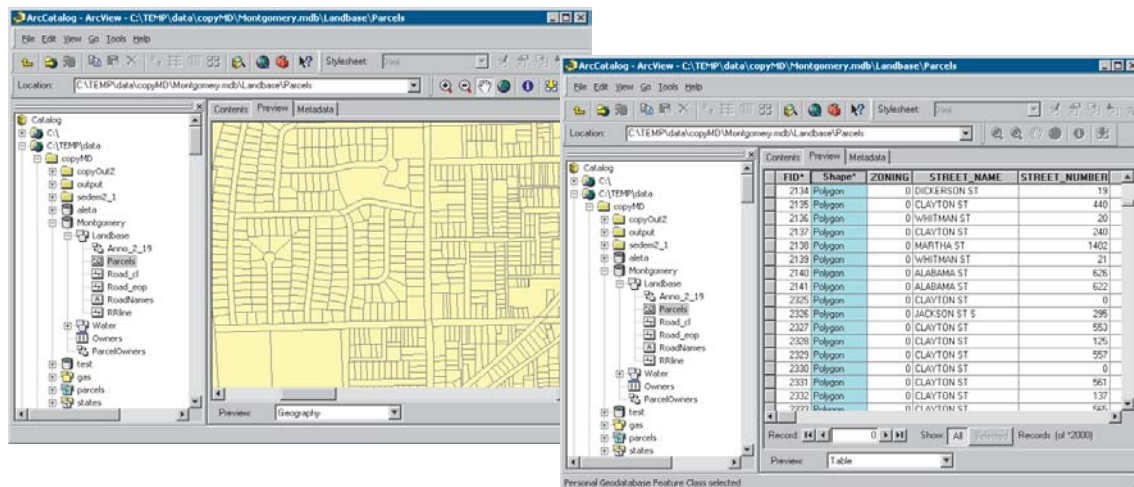 ArcCatalog - ArcView - C:\TEMP\data\copyMD\Montgomery.mdb\Landbase\Parcels
File Edit View Go Tools Help
Stylesheet:
Location: C:\TEMP\data\copyMD\Montgomery.mdb\Landbase\Parcels
Contents Preview Metadata
Catalog
C:\
C:\TEMP\data
copyMD
copyOut2
output
sedem2_1
aleta
Montgomery
Landbase
Anno_2_19
Parcels
Road_cl
Road_eop
RoadNames
RRline
Water
Owners
ParcelOwners
test
gas
parcels
states
Preview: Geography
ArcCatalog - ArcView - C:\TEMP\data\copyMD\Montgomery.mdb\Landbase\Parcels
File Edit View Go Tools Help
Stylesheet:
Location: C:\TEMP\data\copyMD\Montgomery.mdb\Landbase\Parcels
Catalog
C:\
C:\TEMP\data
copyMD
copyOut2
output
sedem2_1
aleta
Montgomery
Landbase
Anno_2_19
Parcels
Road_cl
Road_eop
RoadNames
RRline
Water
Owners
ParcelOwners
test
gas
parcels
states
Contents Preview Metadata
FID* Shape* ZONING STREET_NAME STREET_NUMBER
2134 Polygon 0 DICKERSON ST 19
2135 Polygon 0 CLAYTON ST 440
2136 Polygon 0 WHITMAN ST 20
2137 Polygon 0 CLAYTON ST 240
2138 Polygon 0 MARTHA ST 1402
2139 Polygon 0 WHITMAN ST 21
2140 Polygon 0 ALABAMA ST 626
2141 Polygon 0 ALABAMA ST 622
2325 Polygon 0 CLAYTON ST 0
2326 Polygon 0 JACKSON ST S 295
2327 Polygon 0 CLAYTON ST 553
2328 Polygon 0 CLAYTON ST 125
2329 Polygon 0 CLAYTON ST 557
2330 Polygon 0 CLAYTON ST 0
2331 Polygon 0 CLAYTON ST 561
2332 Polygon 0 CLAYTON ST 137
2333 Polygon 0 CLAYTON ST 565
Record: 0 Show: All Selected Records (of *2000)
Preview: Table
Personal Geodatabase Feature Class selected